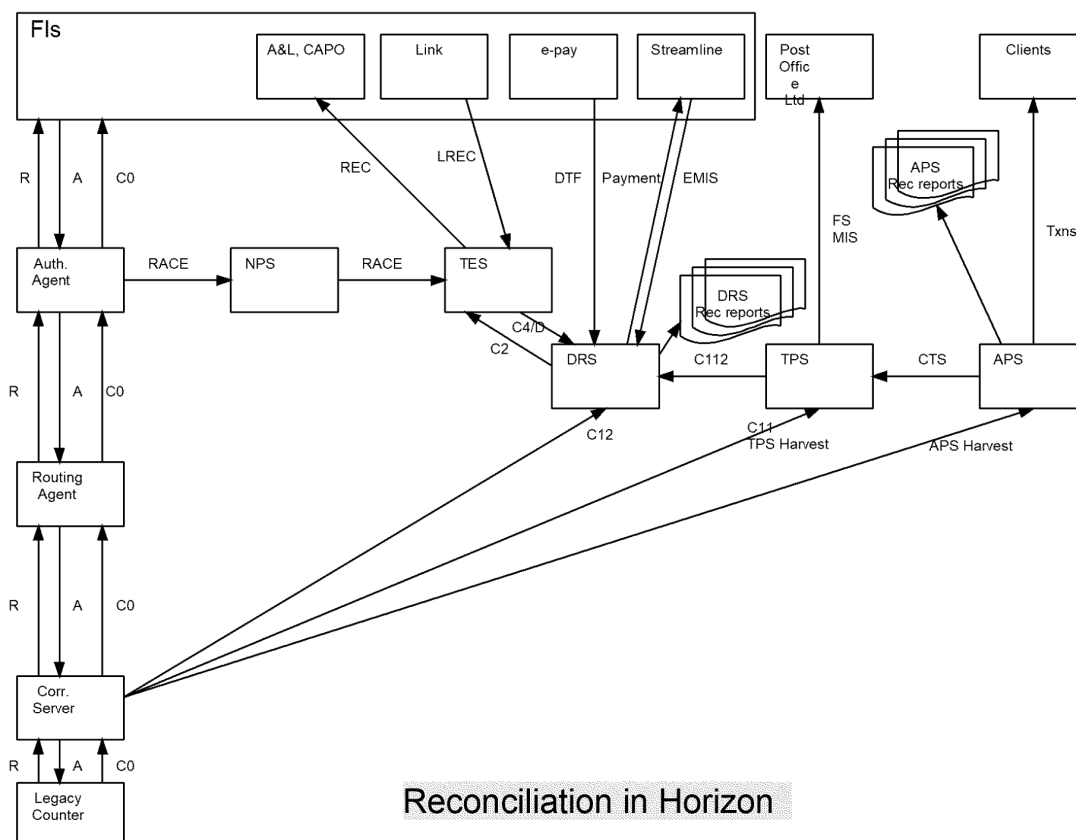 FIs
A&L, CAPO
Link
e-pay
Streamline
Post
Offic
e
Ltd
Clients
R
A
C0
REC
LREC
DTF
Payment
EMIS
FS
MIS
APS
Rec reports
Txns
Auth.
Agent
RACE
NPS
RACE
TES
DRS
Rec reports
C4/D
C2
DRS
C112
TPS
CTS
APS
R
A
C0
C12
C11
TPS Harvest
APS Harvest
Routing
Agent
R
A
C0
Corr.
Server
R
A
C0
Legacy
Counter
Reconciliation in Horizon